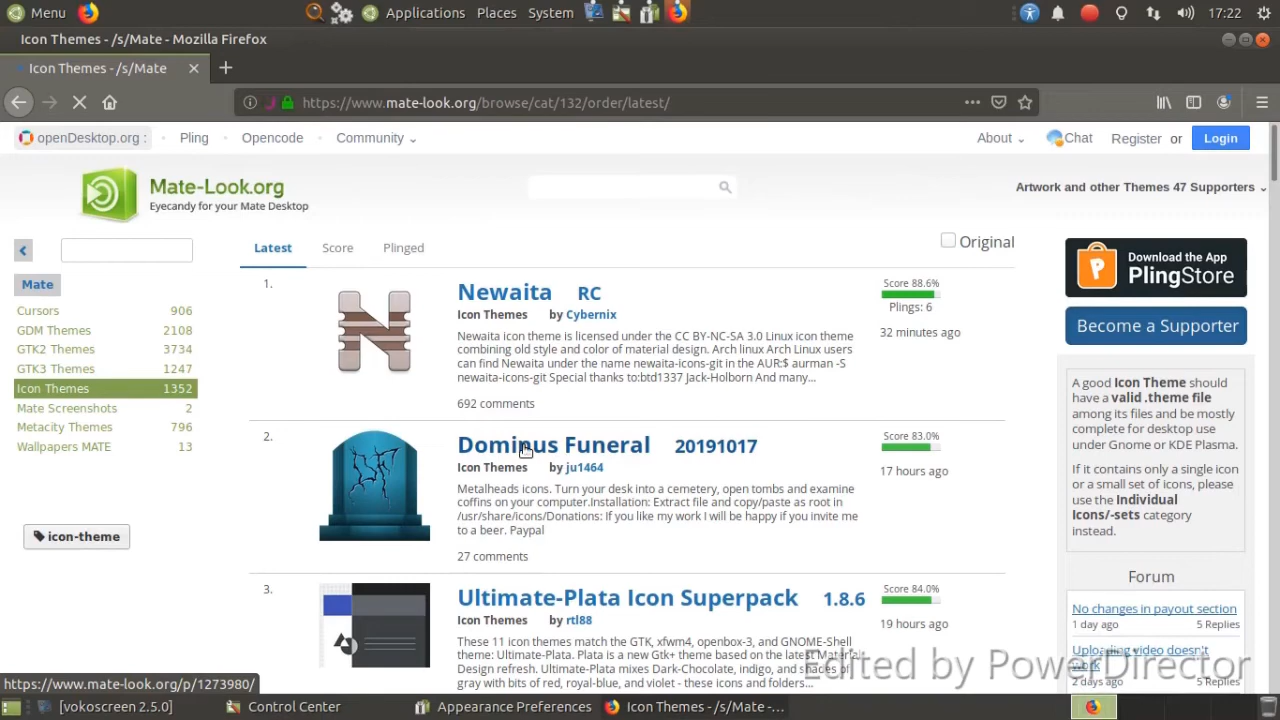 Menu Applications Places System 17:22
Icon Themes - /s/Mate - Mozilla Firefox
Icon Themes - /s/Mate
https://www.mate-look.org/browse/cat/132/order/latest/
openDesktop.org : Pling Opencode Community About Chat Register or Login
Mate-Look.org
Eyecandy for your Mate Desktop
Artwork and other Themes 47 Supporters
Latest Score Plinged Original
Mate
Cursors 906
GDM Themes 2108
GTK2 Themes 3734
GTK3 Themes 1247
Icon Themes 1352
Mate Screenshots 2
Metacity Themes 796
Wallpapers MATE 13
icon-theme
1.
Newaita RC
Icon Themes by Cybernix
Newaita icon theme is licensed under the CC BY-NC-SA 3.0 Linux icon theme
combining old style and color of material design. Arch linux Arch Linux users
can find Newaita under the name newaita-icons-git in the AUR:$ aurman -S
newaita-icons-git Special thanks to:btd1337 Jack-Holborn And many...
692 comments
Score 88.6%
Plings: 6
32 minutes ago
2.
Dominus Funeral 20191017
Icon Themes by ju1464
Metalheads icons. Turn your desk into a cemetery, open tombs and examine
coffins on your computer.Installation: Extract file and copy/paste as root in
/usr/share/icons/Donations: If you like my work I will be happy if you invite me
to a beer. Paypal
27 comments
Score 83.0%
17 hours ago
3.
Ultimate-Plata Icon Superpack 1.8.6
Icon Themes by rtl88
These 11 icon themes match the GTK, xfwm4, openbox-3, and GNOME-Shell
theme: Ultimate-Plata. Plata is a new Gtk+ theme based on the latest Material
Design refresh. Ultimate-Plata mixes Dark-Chocolate, indigo, and shades of
gray with bits of red, royal-blue, and violet - these icons and folders...
Score 84.0%
19 hours ago
Download the App
PlingStore
Become a Supporter
A good Icon Theme should
have a valid .theme file
among its files and be mostly
complete for desktop use
under Gnome or KDE Plasma.
If it contains only a single icon
or a small set of icons, please
use the Individual
Icons/-sets category
instead.
Forum
No changes in payout section
1 day ago 5 Replies
Uploading video doesn't
work
2 days ago 5 Replies
Edited by PowerDirector
https://www.mate-look.org/p/1273980/
[vokoscreen 2.5.0] Control Center Appearance Preferences Icon Themes - /s/Mate -...